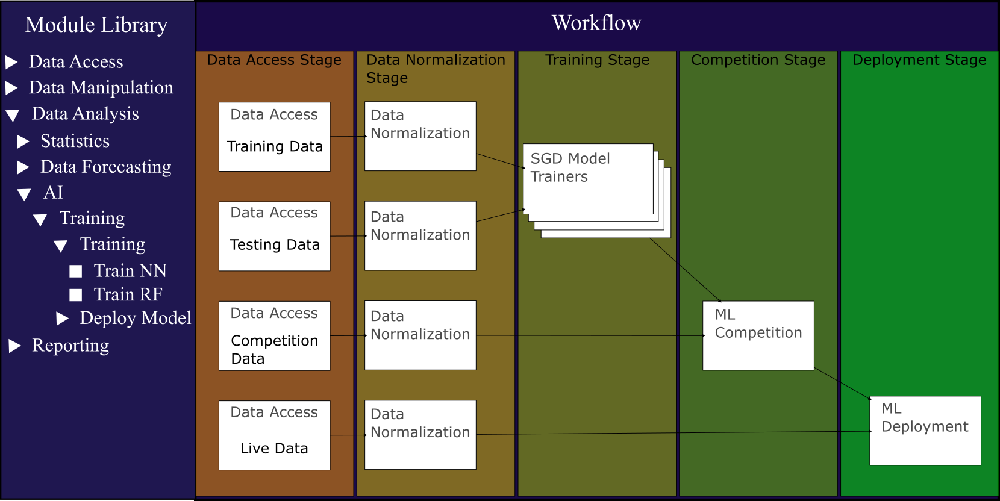 Module Library
Data Access
Data Manipulation
Data Analysis
Statistics
Data Forecasting
AI
Training
Training
Train NN
Train RF
Deploy Model
Reporting
Workflow
Data Access Stage
Data Access
Training Data
Data Access
Testing Data
Data Access
Competition
Data
Data Access
Live Data
Data Normalization
Stage
Data
Normalization
Data
Normalization
Data
Normalization
Data
Normalization
Training Stage
SGD Model
Trainers
Competition Stage
ML
Competition
Deployment Stage
ML
Deployment